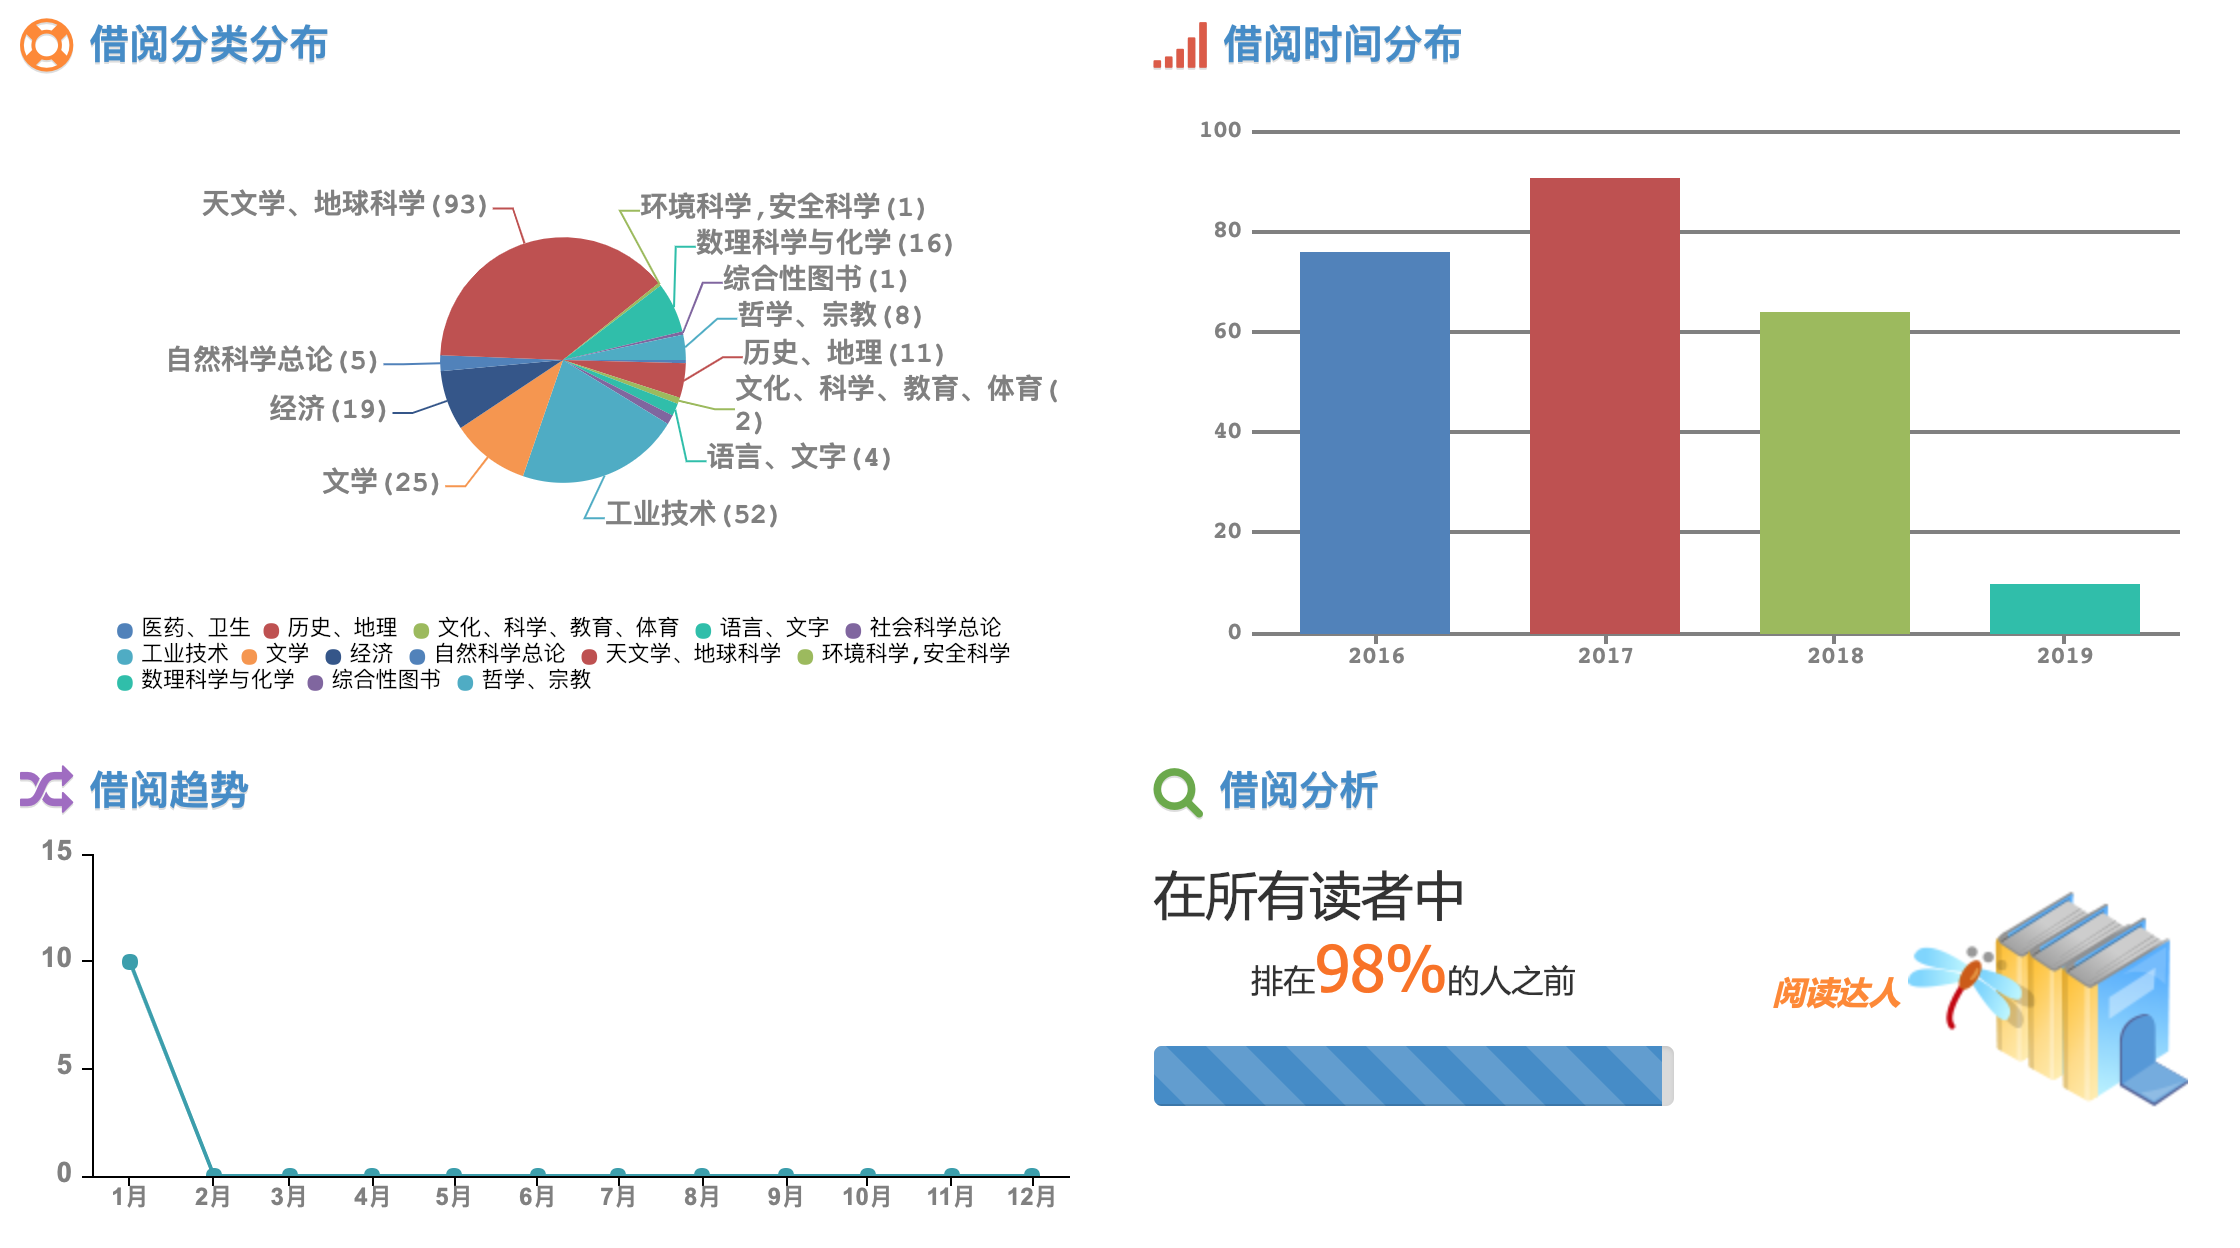 借阅分类分布
天文学、地球科学(93)
环境科学,安全科学(1)
数理科学与化学(16)
综合性图书(1)
哲学、宗教(8)
历史、地理(11)
文化、科学、教育、体育(
2)
语言、文字(4)
工业技术(52)
文学(25)
经济(19)
自然科学总论(5)
医药、卫生 历史、地理 文化、科学、教育、体育 语言、文字 社会科学总论
工业技术 文学 经济 自然科学总论 天文学、地球科学 环境科学,安全科学
数理科学与化学 综合性图书 哲学、宗教
借阅时间分布
100
80
60
40
20
0
2016 2017 2018 2019
借阅趋势
15
10
5
0
1月 2月 3月 4月 5月 6月 7月 8月 9月 10月 11月 12月
借阅分析
在所有读者中
排在98%的人之前
阅读达人